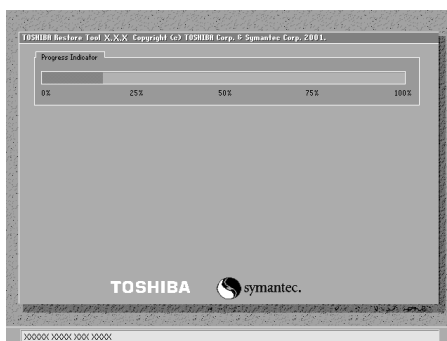 TOSHIBA Restore Tool X.X.X Copyright (c) TOSHIBA Corp. & Symantec Corp. 2001.
Progress Indicator
0% 25% 50% 75% 100%
TOSHIBA symantec.
XXXXX XXXX XXX XXXX